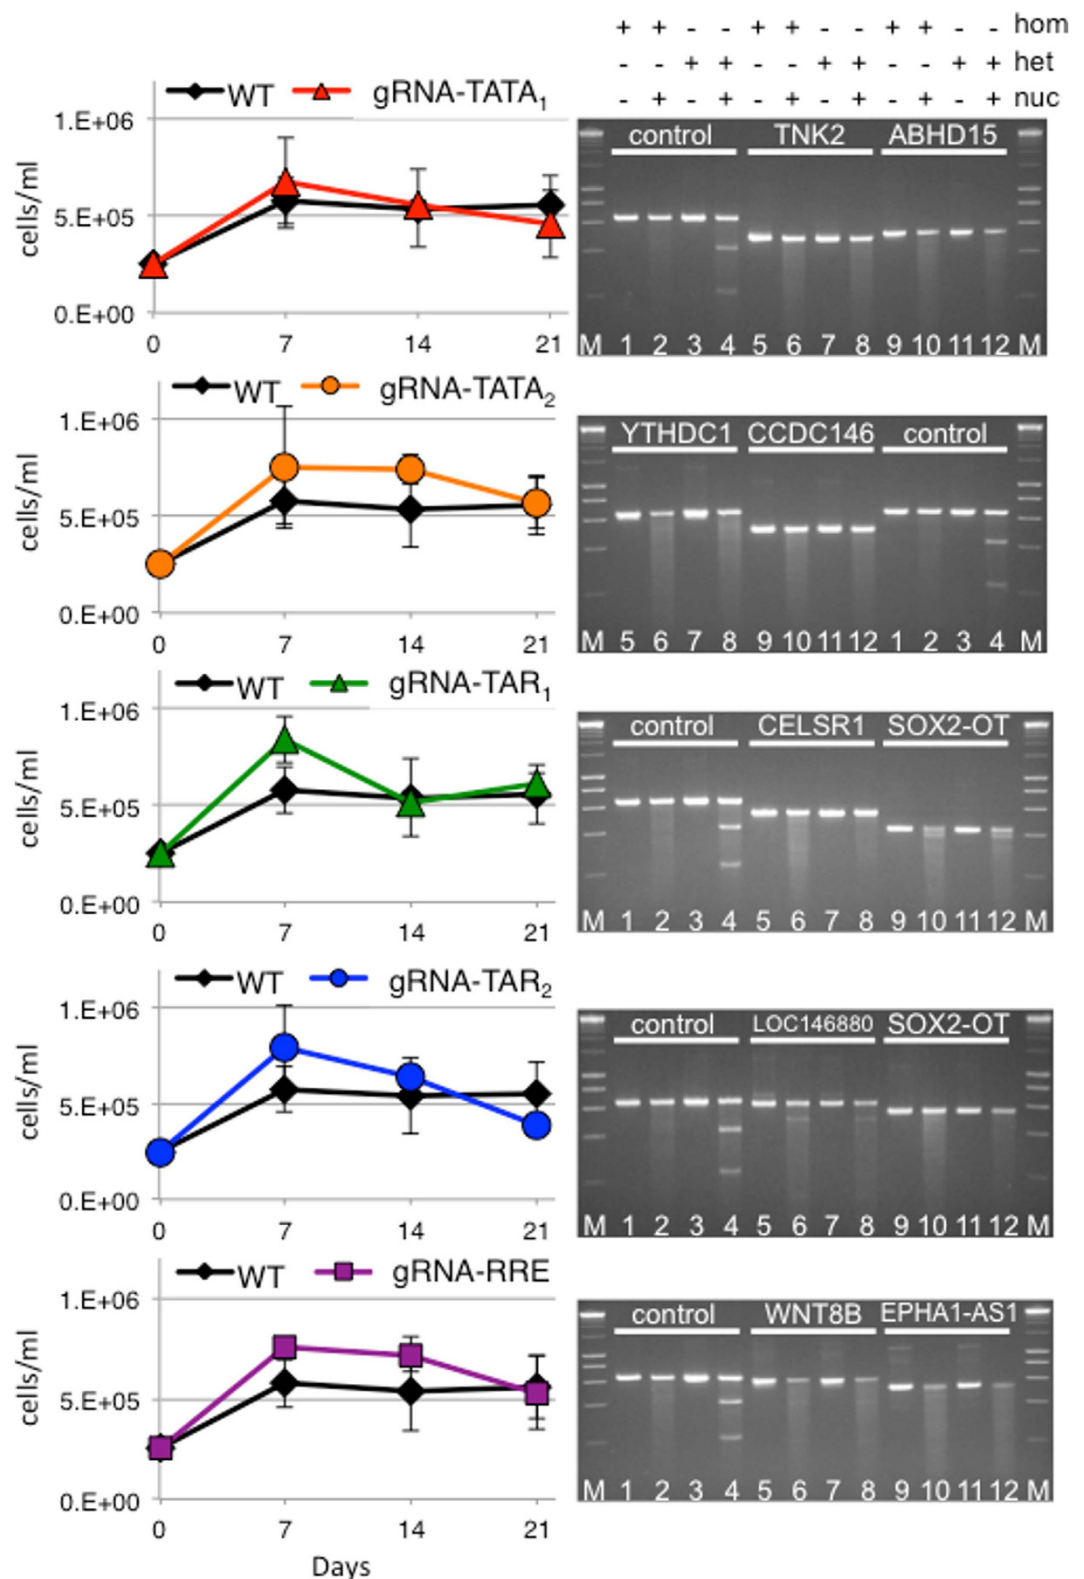 + + - - + + - - + + - - hom
- - + + - - + + - - + + het
- + - + - + - + - + - + nuc
WT gRNA-TATA1
1.E+06
5.E+05
0.E+00
cells/ml
0 7 14 21
control TNK2 ABHD15
M 1 2 3 4 5 6 7 8 9 10 11 12 M
WT gRNA-TATA2
1.E+06
5.E+05
0.E+00
cells/ml
0 7 14 21
YTHDC1 CCDC146 control
M 5 6 7 8 9 10 11 12 1 2 3 4 M
WT gRNA-TAR1
1.E+06
5.E+05
0.E+00
cells/ml
0 7 14 21
control CELSR1 SOX2-OT
M 1 2 3 4 5 6 7 8 9 10 11 12 M
WT gRNA-TAR2
1.E+06
5.E+05
0.E+00
cells/ml
0 7 14 21
control LOC146880 SOX2-OT
M 1 2 3 4 5 6 7 8 9 10 11 12 M
WT gRNA-RRE
1.E+06
5.E+05
0.E+00
cells/ml
0 7 14 21
Days
control WNT8B EPHA1-AS1
M 1 2 3 4 5 6 7 8 9 10 11 12 M